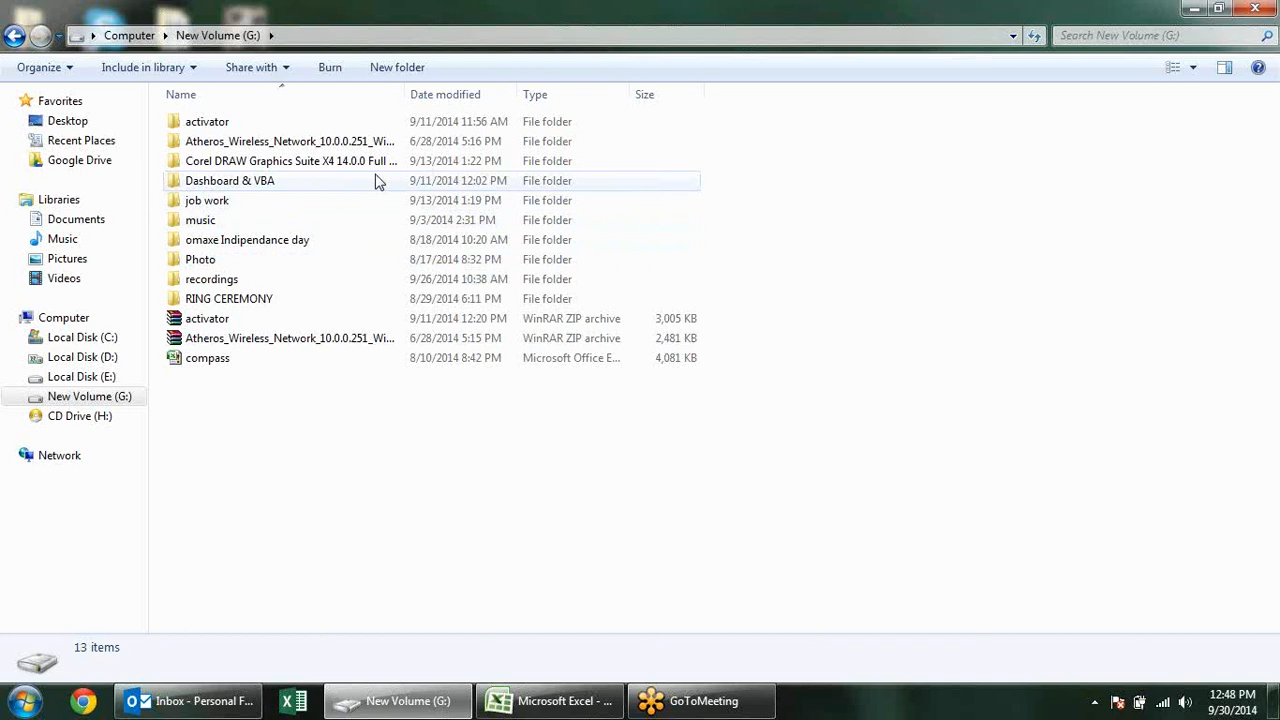 Computer New Volume (G:) Search New Volume (G:)
Organize Include in library Share with Burn New folder
Name Date modified Type Size
Favorites
Desktop
Recent Places
Google Drive
Libraries
Documents
Music
Pictures
Videos
Computer
Local Disk (C:)
Local Disk (D:)
Local Disk (E:)
New Volume (G:)
CD Drive (H:)
Network
activator 9/11/2014 11:56 AM File folder
Atheros_Wireless_Network_10.0.0.251_Wi... 6/28/2014 5:16 PM File folder
Corel DRAW Graphics Suite X4 14.0.0 Full ... 9/13/2014 1:22 PM File folder
Dashboard & VBA 9/11/2014 12:02 PM File folder
job work 9/13/2014 1:19 PM File folder
music 9/3/2014 2:31 PM File folder
omaxe Indipendance day 8/18/2014 10:20 AM File folder
Photo 8/17/2014 8:32 PM File folder
recordings 9/26/2014 10:38 AM File folder
RING CEREMONY 8/29/2014 6:11 PM File folder
activator 9/11/2014 12:20 PM WinRAR ZIP archive 3,005 KB
Atheros_Wireless_Network_10.0.0.251_Wi... 6/28/2014 5:15 PM WinRAR ZIP archive 2,481 KB
compass 8/10/2014 8:42 PM Microsoft Office E... 4,081 KB
13 items
Inbox - Personal F... New Volume (G:) Microsoft Excel - ... GoToMeeting
12:48 PM
9/30/2014